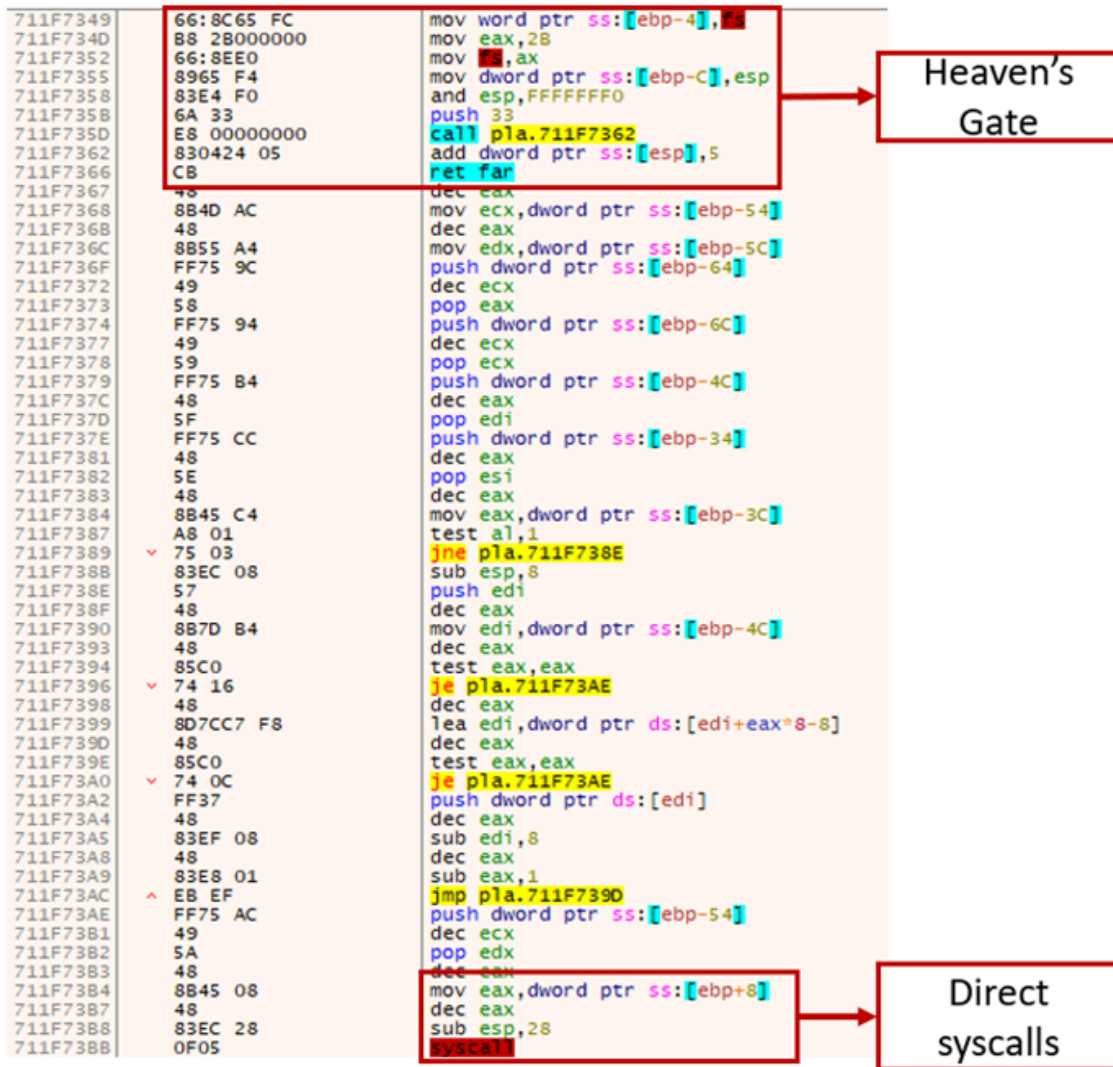 711F7349 66:8C65 FC mov word ptr ss:[ebp-4],fs
711F734D B8 2B000000 mov eax,2B
711F7352 66:8EE0 mov fs,ax
711F7355 8965 F4 mov dword ptr ss:[ebp-C],esp
711F7358 83E4 F0 and esp,FFFFFFF0
711F735B 6A 33 push 33
711F735D E8 00000000 call pla.711F7362
711F7362 830424 05 add dword ptr ss:[esp],5
711F7366 CB ret far
711F7367 48 dec eax
711F7368 8B4D AC mov ecx,dword ptr ss:[ebp-54]
711F736B 48 dec eax
711F736C 8B55 A4 mov edx,dword ptr ss:[ebp-5C]
711F736F FF75 9C push dword ptr ss:[ebp-64]
711F7372 49 dec ecx
711F7373 58 pop eax
711F7374 FF75 94 push dword ptr ss:[ebp-6C]
711F7377 49 dec ecx
711F7378 59 pop ecx
711F7379 FF75 B4 push dword ptr ss:[ebp-4C]
711F737C 48 dec eax
711F737D 5F pop edi
711F737E FF75 CC push dword ptr ss:[ebp-34]
711F7381 48 dec eax
711F7382 5E pop esi
711F7383 48 dec eax
711F7384 8B45 C4 mov eax,dword ptr ss:[ebp-3C]
711F7387 A8 01 test al,1
711F7389 75 03 jne pla.711F738E
711F738B 83EC 08 sub esp,8
711F738E 57 push edi
711F738F 48 dec eax
711F7390 8B7D B4 mov edi,dword ptr ss:[ebp-4C]
711F7393 48 dec eax
711F7394 85C0 test eax,eax
711F7396 74 16 je pla.711F73AE
711F7398 48 dec eax
711F7399 8D7CC7 F8 lea edi,dword ptr ds:[edi+eax*8-8]
711F739D 48 dec eax
711F739E 85C0 test eax,eax
711F73A0 74 0C je pla.711F73AE
711F73A2 FF37 push dword ptr ds:[edi]
711F73A4 48 dec eax
711F73A5 83EF 08 sub edi,8
711F73A8 48 dec eax
711F73A9 83E8 01 sub eax,1
711F73AC EB EF jmp pla.711F739D
711F73AE FF75 AC push dword ptr ss:[ebp-54]
711F73B1 49 dec ecx
711F73B2 5A pop edx
711F73B3 48 dec eax
711F73B4 8B45 08 mov eax,dword ptr ss:[ebp+8]
711F73B7 48 dec eax
711F73B8 83EC 28 sub esp,28
711F73BB 0F05 syscall
Heaven's
Gate
Direct
syscalls